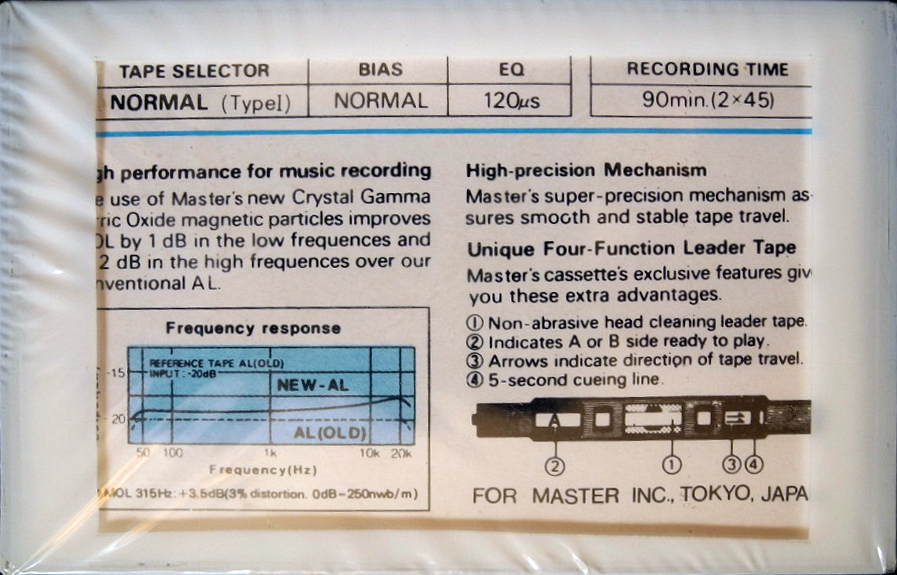 TAPE SELECTOR BIAS EQ RECORDING TIME
NORMAL (TypeI) NORMAL 120μs 90min.(2×45)
gh performance for music recording
e use of Master's new Crystal Gamma
ric Oxide magnetic particles improves
OL by 1 dB in the low frequences and
2 dB in the high frequences over our
nventional AL.
Frequency response
REFERENCE TAPE AL(OLD)
INPUT: -20dB
NEW-AL
AL(OLD)
-15
20
50 100 1k 10k 20k
Frequency(Hz)
MOL 315Hz: +3.5dB(3% distortion. 0dB-250nwb/m)
High-precision Mechanism
Master's super-precision mechanism as-
sures smooth and stable tape travel.
Unique Four-Function Leader Tape
Master's cassette's exclusive features giv
you these extra advantages.
① Non-abrasive head cleaning leader tape.
② Indicates A or B side ready to play.
③ Arrows indicate direction of tape travel.
④ 5-second cueing line.
A
② ① ③ ④
FOR MASTER INC., TOKYO, JAPA